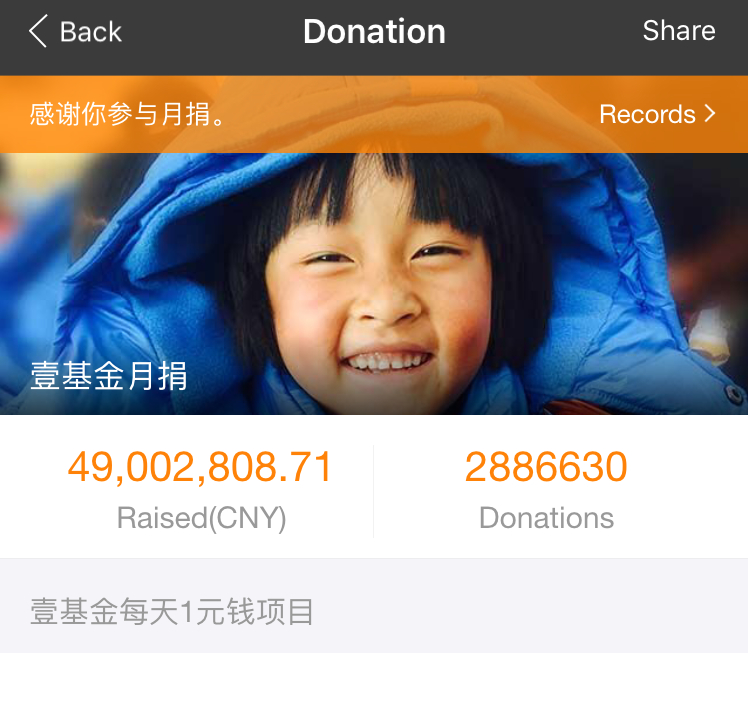 Back
Donation
Share
感谢你参与月捐。
Records
壹基金月捐
49,002,808.71
2886630
Raised(CNY)
Donations
壹基金每天1元钱项目